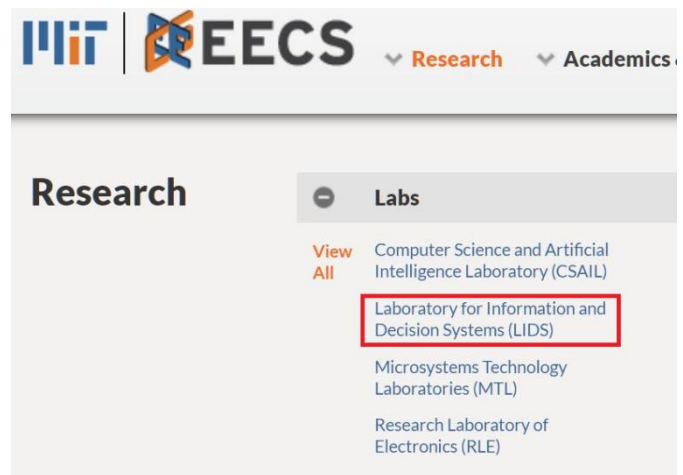 MiT EECS Research Academics
Research
Labs
View
All
Computer Science and Artificial
Intelligence Laboratory (CSAIL)
Laboratory for Information and
Decision Systems (LIDS)
Microsystems Technology
Laboratories (MTL)
Research Laboratory of
Electronics (RLE)